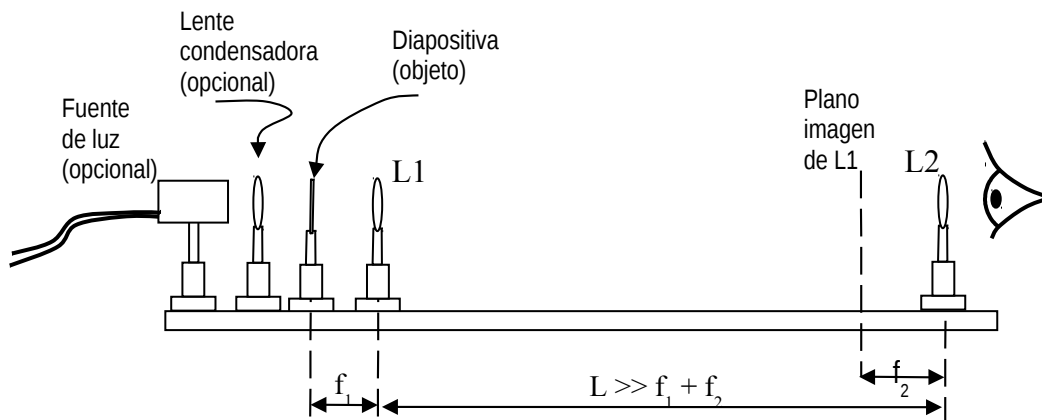 Lente
condensadora
(opcional)
Diapositiva
(objeto)
Fuente
de luz
(opcional)
L1
Plano
imagen
de L1
L2
f₁
L >> f₁ + f₂
f₂